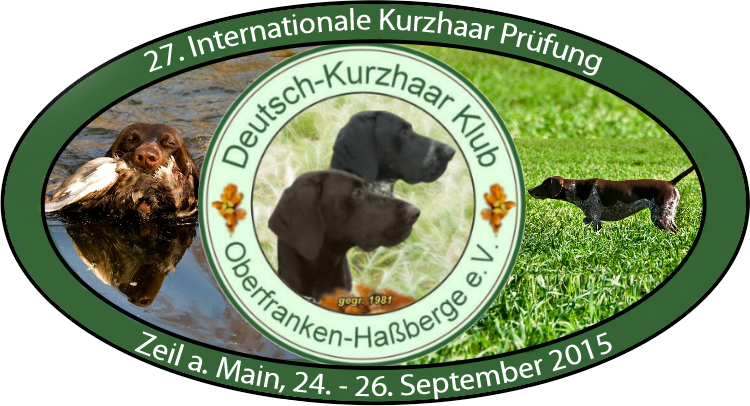 27. Internationale Kurzhaar Prüfung
Deutsch-Kurzhaar Klub
gegr. 1981
Oberfranken-Haßberge e.V.
Zeil a. Main, 24. - 26. September 2015